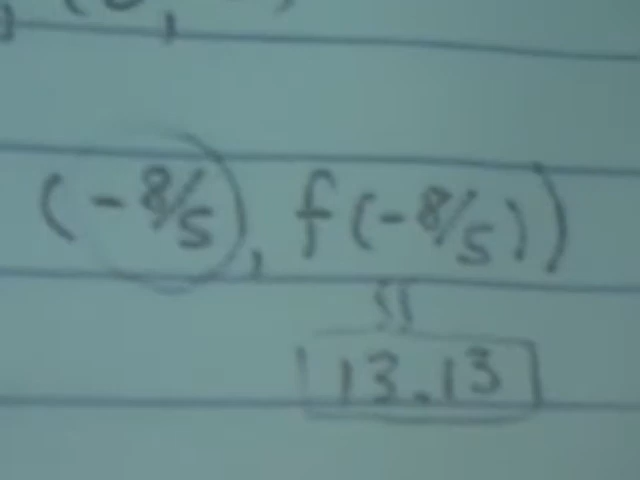 (-8/5), f(-8/5))
=
13.13